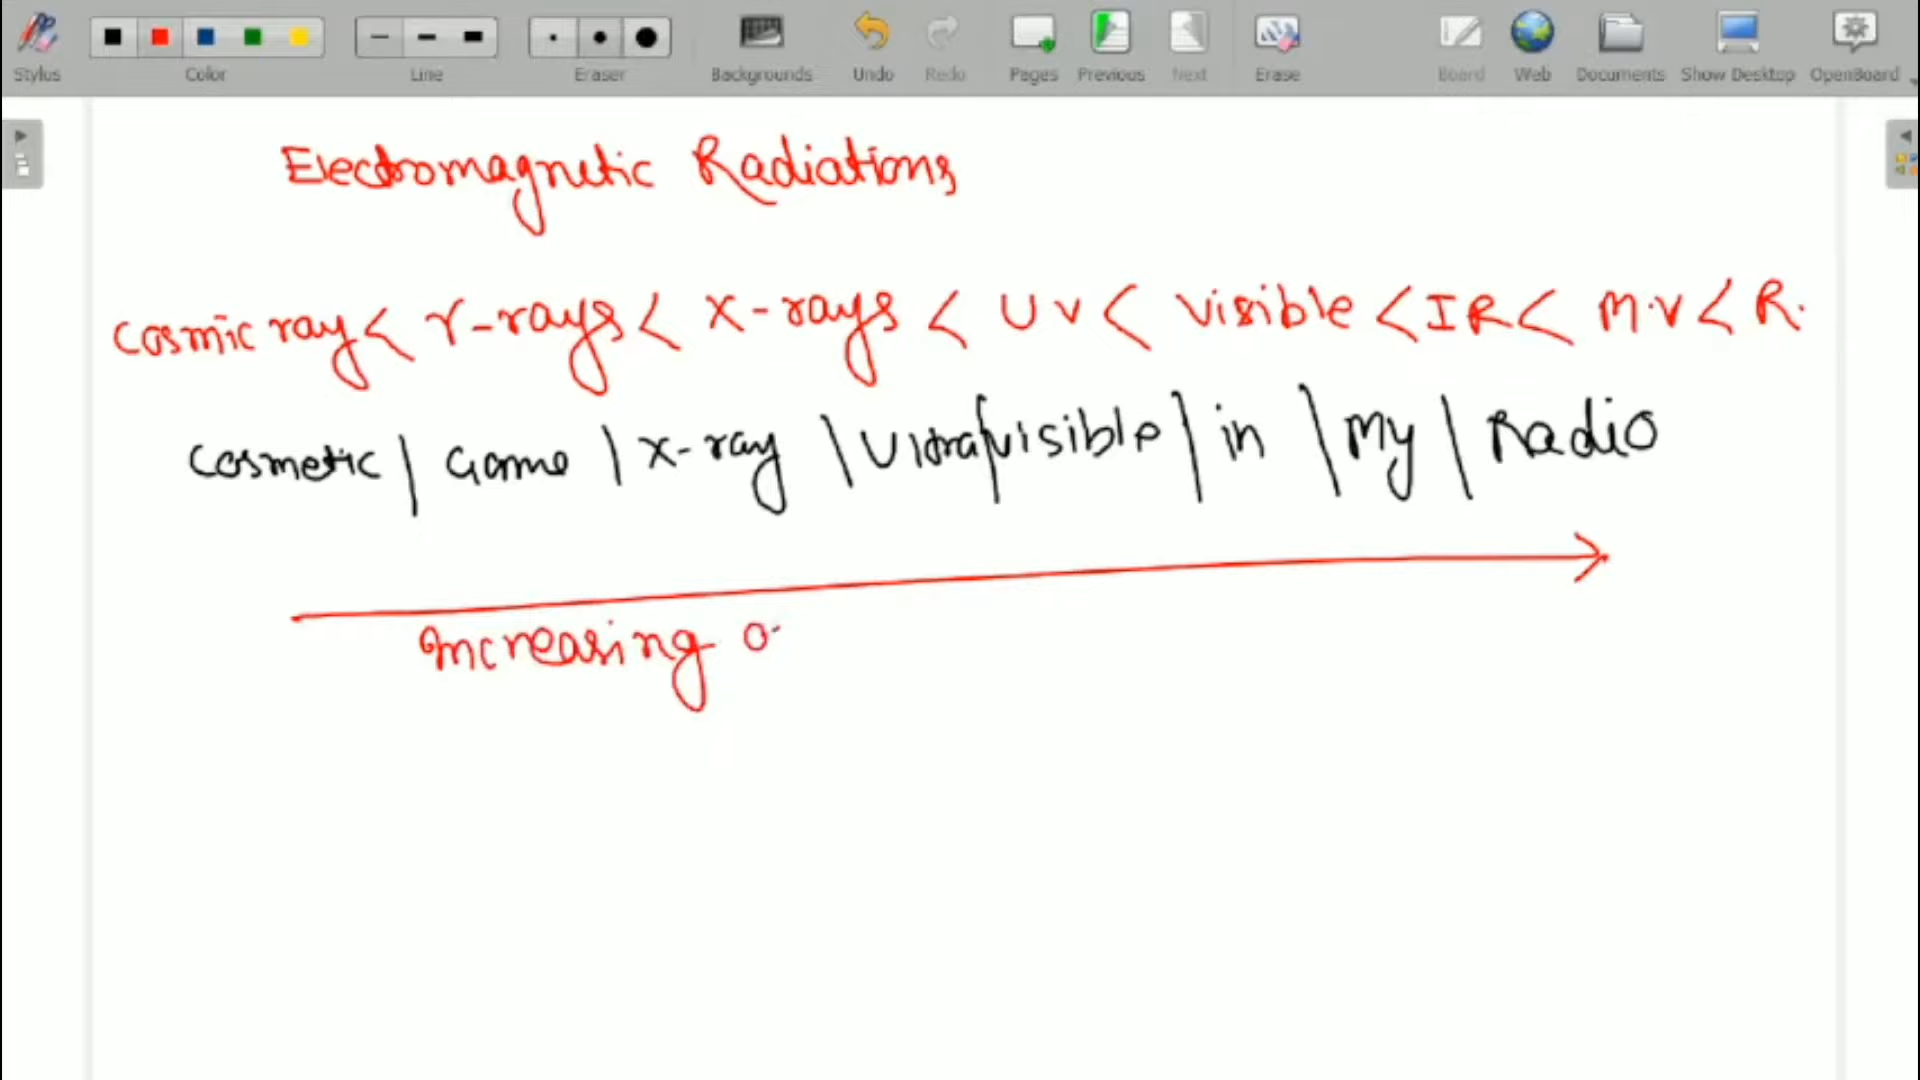 Stylus Color Line Eraser Backgrounds Undo Redo Pages Previous Next Erase Board Web Documents Show Desktop OpenBoard
Electromagnetic Radiations
Cosmic ray < γ-rays < X-rays < UV < Visible < IR < M.V < R.
Cosmetic | Game | X-ray | Ultra | visible | in | My | Radio
Increasing o